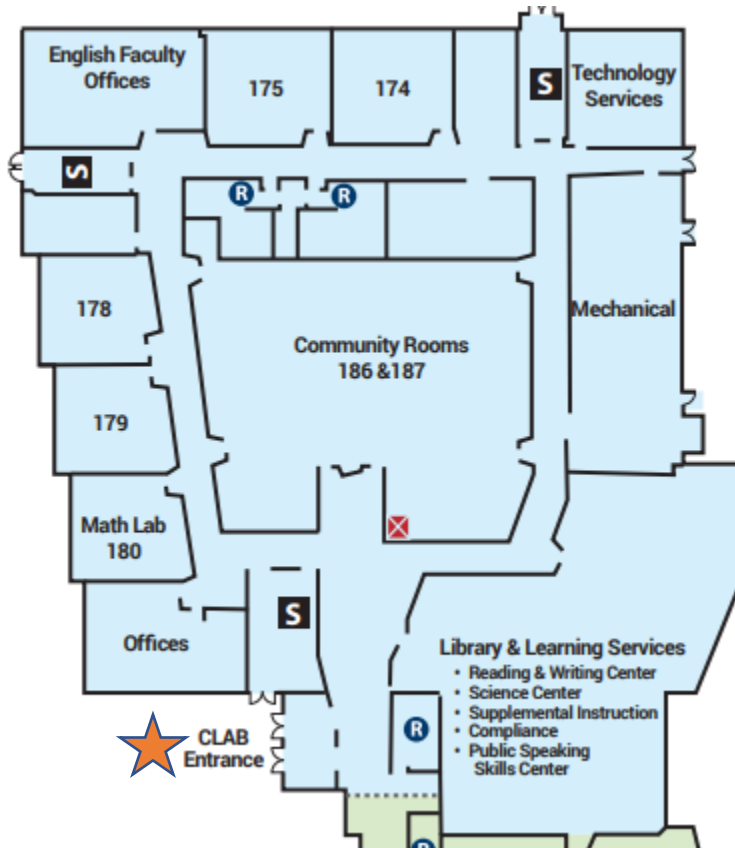 English Faculty
Offices
175
174
S
Technology
Services
S
R
R
178
Mechanical
Community Rooms
186 &187
179
Math Lab
180
S
Offices
Library & Learning Services
• Reading & Writing Center
• Science Center
• Supplemental Instruction
• Compliance
• Public Speaking
Skills Center
R
CLAB
Entrance
R